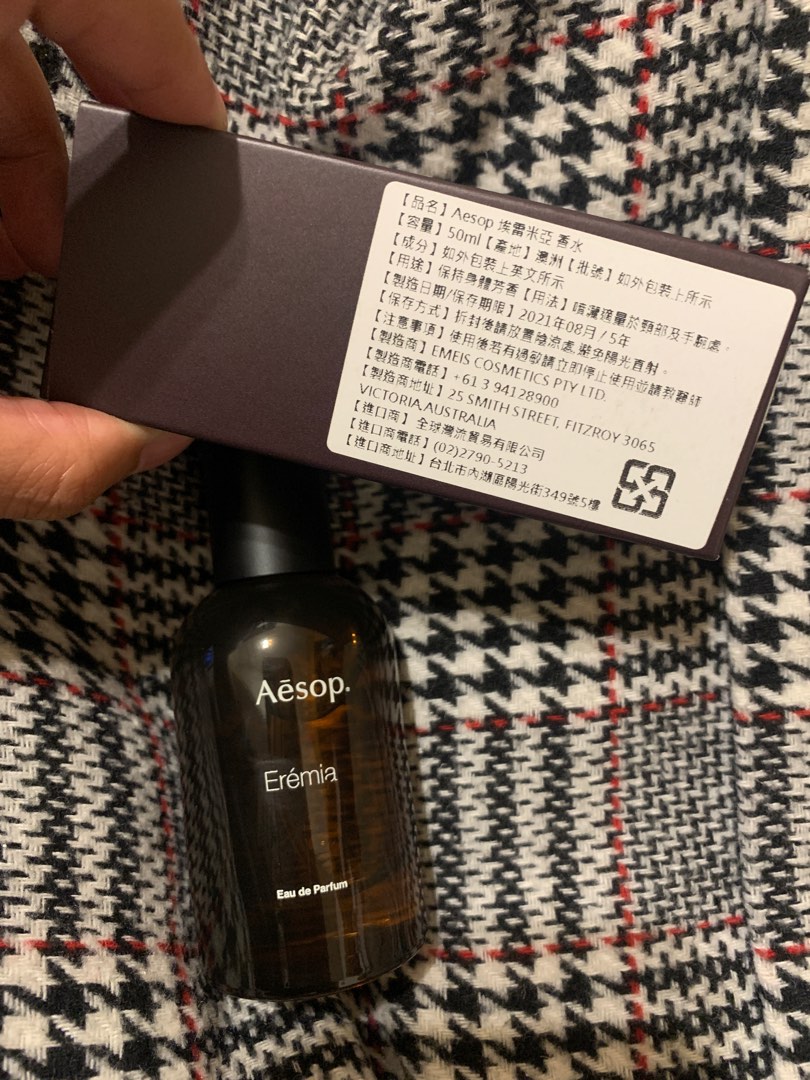 【品名】Aesop 埃雷米亞 香水
【容量】50ml【產地】澳洲【批號】如外包裝上所示
【成分】如外包裝上英文所示
【用途】保持身體芳香【用法】噴灑適量於頸部及手腕處。
【製造日期/保存期限】2021年08月/5年
【保存方式】拆封後請放置陰涼處,避免陽光直射。
【注意事項】使用後若有過敏請立即停止使用並請教醫師
【製造商】EMEIS COSMETICS PTY LTD.
【製造商電話】+61 3 94128900
【製造商地址】25 SMITH STREET, FITZROY 3065
VICTORIA,AUSTRALIA
【進口商】全球灣流貿易有限公司
【進口商電話】(02)2790-5213
【進口商地址】台北市內湖區陽光街349號5樓
Aēsop.
Erémia
Eau de Parfum